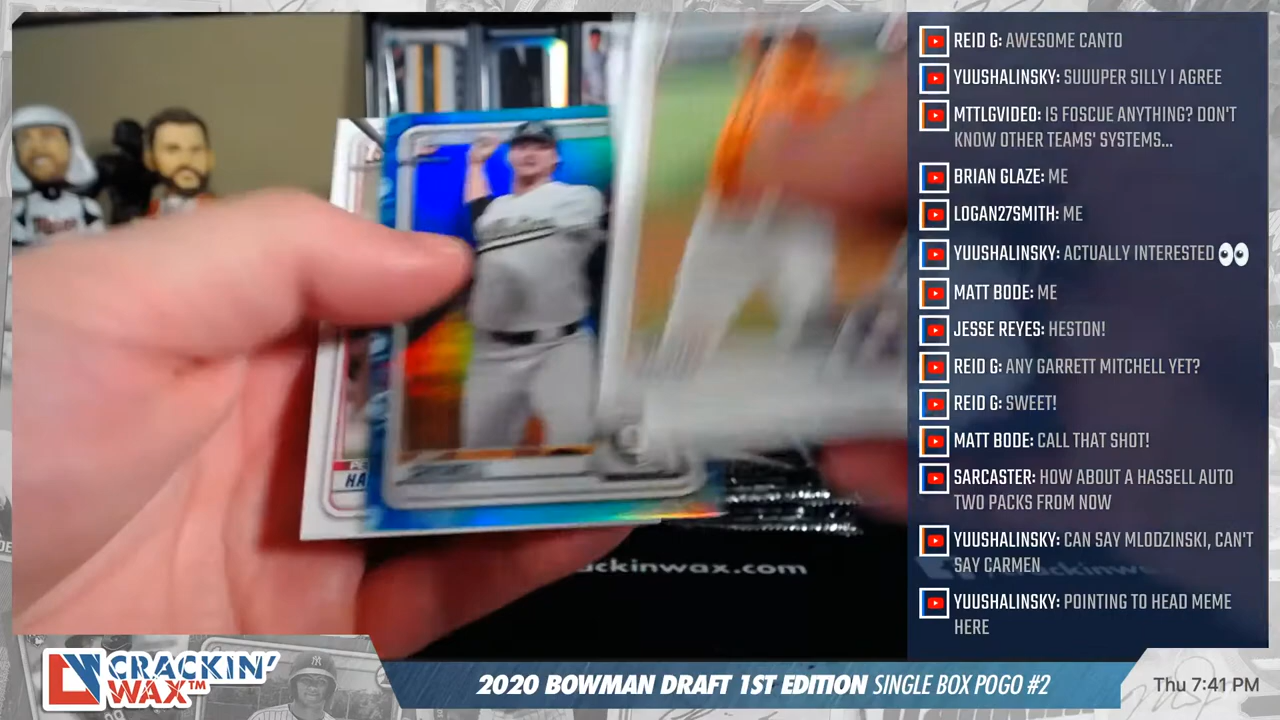 REID G: AWESOME CANTO
YUUSHALINSKY: SUUUPER SILLY I AGREE
MTTLGVIDEO: IS FOSCUE ANYTHING? DON'T
KNOW OTHER TEAMS' SYSTEMS...
BRIAN GLAZE: ME
LOGAN27SMITH: ME
YUUSHALINSKY: ACTUALLY INTERESTED 👀
MATT BODE: ME
JESSE REYES: HESTON!
REID G: ANY GARRETT MITCHELL YET?
REID G: SWEET!
MATT BODE: CALL THAT SHOT!
SARCASTER: HOW ABOUT A HASSELL AUTO
TWO PACKS FROM NOW
YUUSHALINSKY: CAN SAY MLODZINSKI, CAN'T
SAY CARMEN
YUUSHALINSKY: POINTING TO HEAD MEME
HERE
ackinwax.com
CRACKIN'
WAX™
2020 BOWMAN DRAFT 1ST EDITION SINGLE BOX POGO #2
Thu 7:41 PM